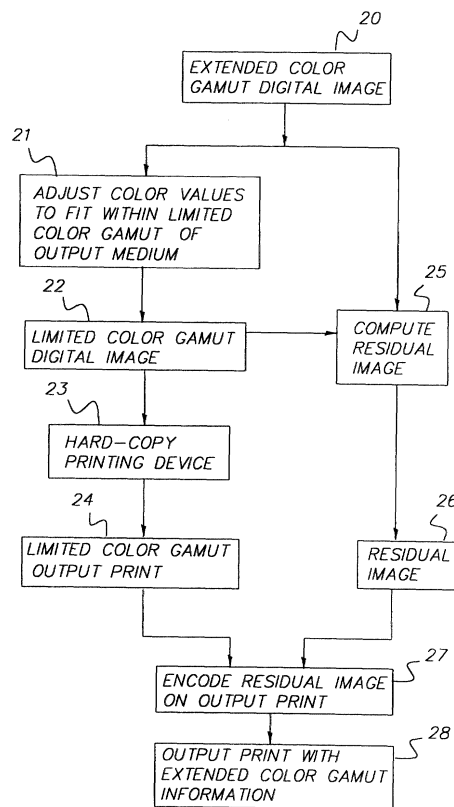 20
EXTENDED COLOR
GAMUT DIGITAL IMAGE
21
ADJUST COLOR VALUES
TO FIT WITHIN LIMITED
COLOR GAMUT OF
OUTPUT MEDIUM
22
LIMITED COLOR GAMUT
DIGITAL IMAGE
25
COMPUTE
RESIDUAL
IMAGE
23
HARD-COPY
PRINTING DEVICE
24
LIMITED COLOR GAMUT
OUTPUT PRINT
26
RESIDUAL
IMAGE
27
ENCODE RESIDUAL IMAGE
ON OUTPUT PRINT
28
OUTPUT PRINT WITH
EXTENDED COLOR GAMUT
INFORMATION